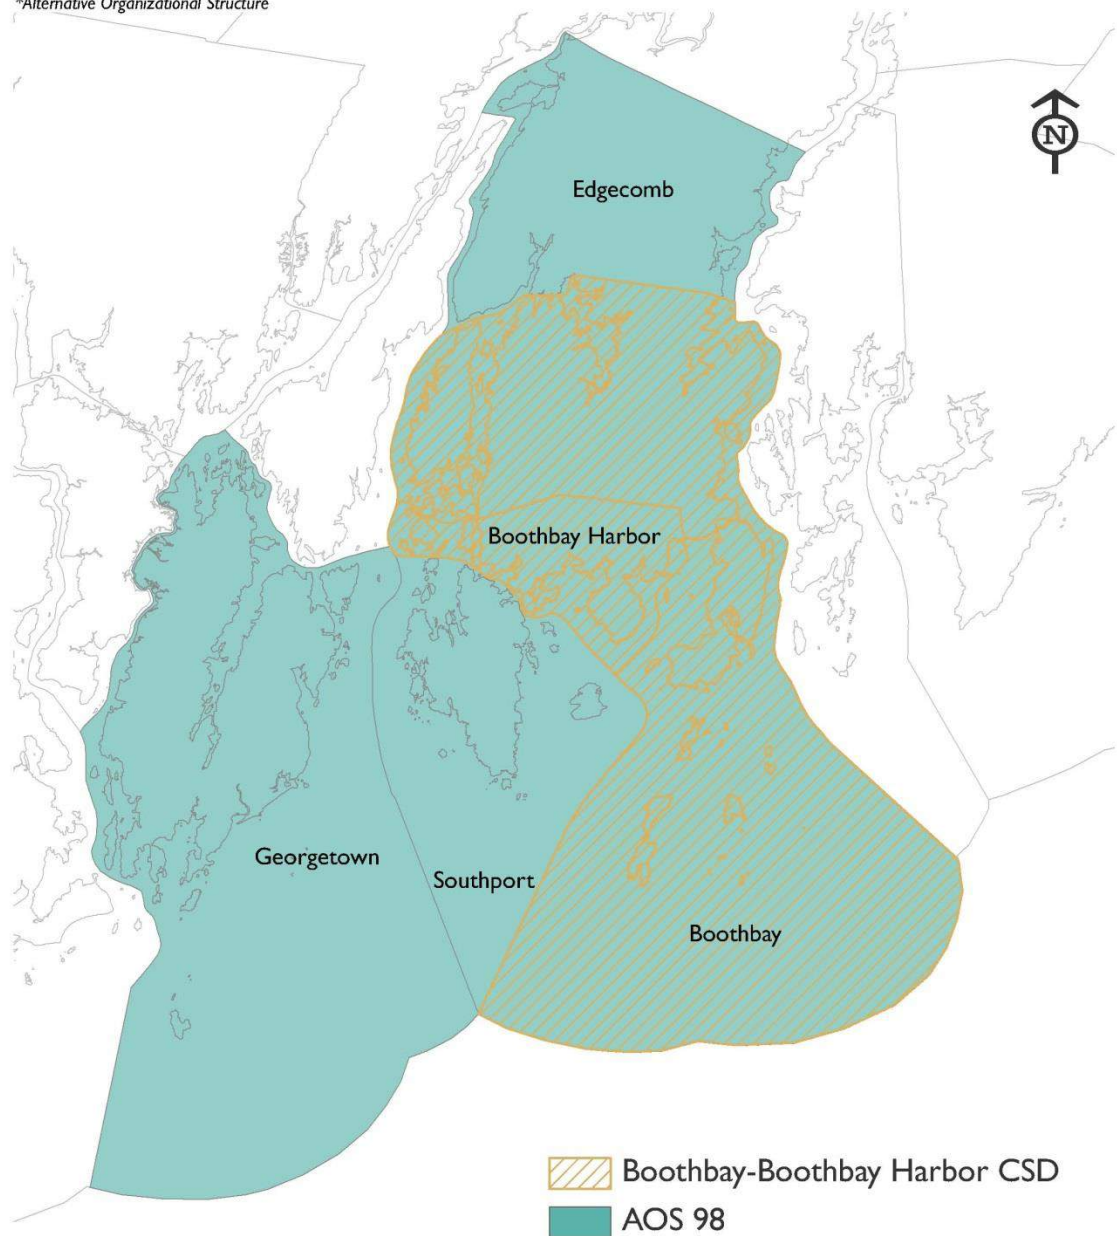 *Alternative Organizational Structure
N
Edgecomb
Boothbay Harbor
Georgetown
Southport
Boothbay
Boothbay-Boothbay Harbor CSD
AOS 98